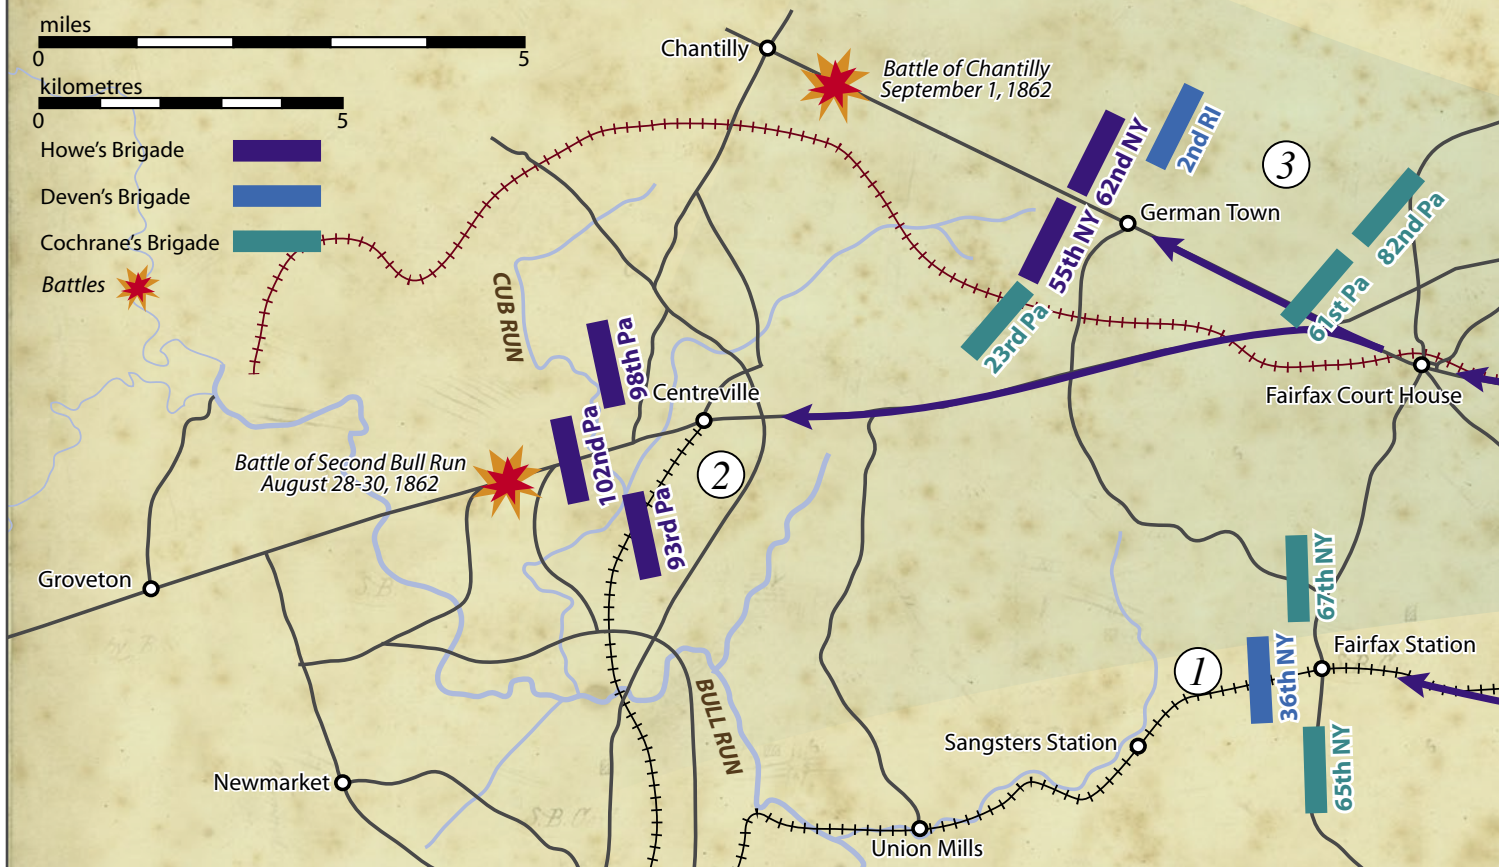 miles
0 5
kilometres
0 5
Howe's Brigade
Deven's Brigade
Cochrane's Brigade
Battles
Chantilly
Battle of Chantilly
September 1, 1862
2nd RI
62nd NY
55th NY
23rd Pa
3
German Town
82nd Pa
61st Pa
Fairfax Court House
CUB RUN
98th Pa
Centreville
102nd Pa
93rd Pa
2
Battle of Second Bull Run
August 28-30, 1862
Groveton
67th NY
Fairfax Station
36th NY
1
65th NY
BULL RUN
Sangsters Station
Newmarket
Union Mills